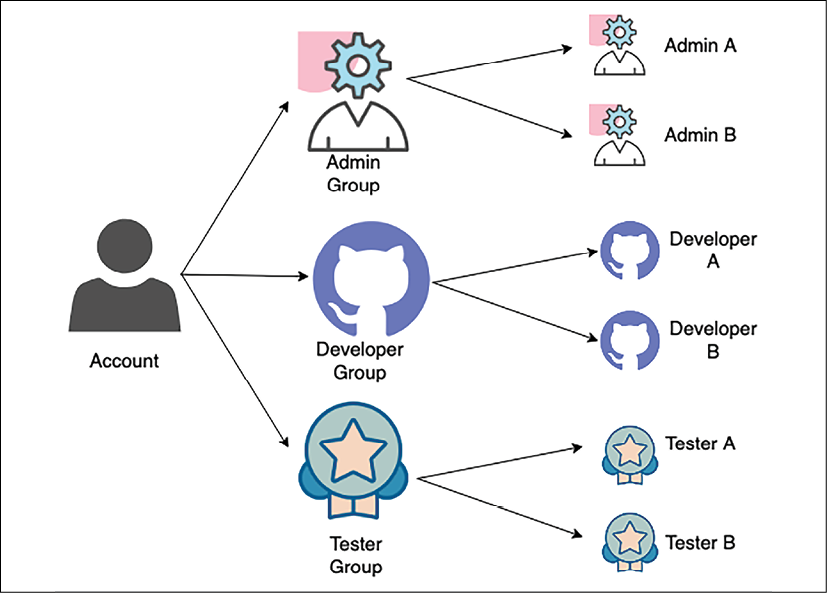 Account
Admin
Group
Admin A
Admin B
Developer
Group
Developer
A
Developer
B
Tester
Group
Tester A
Tester B